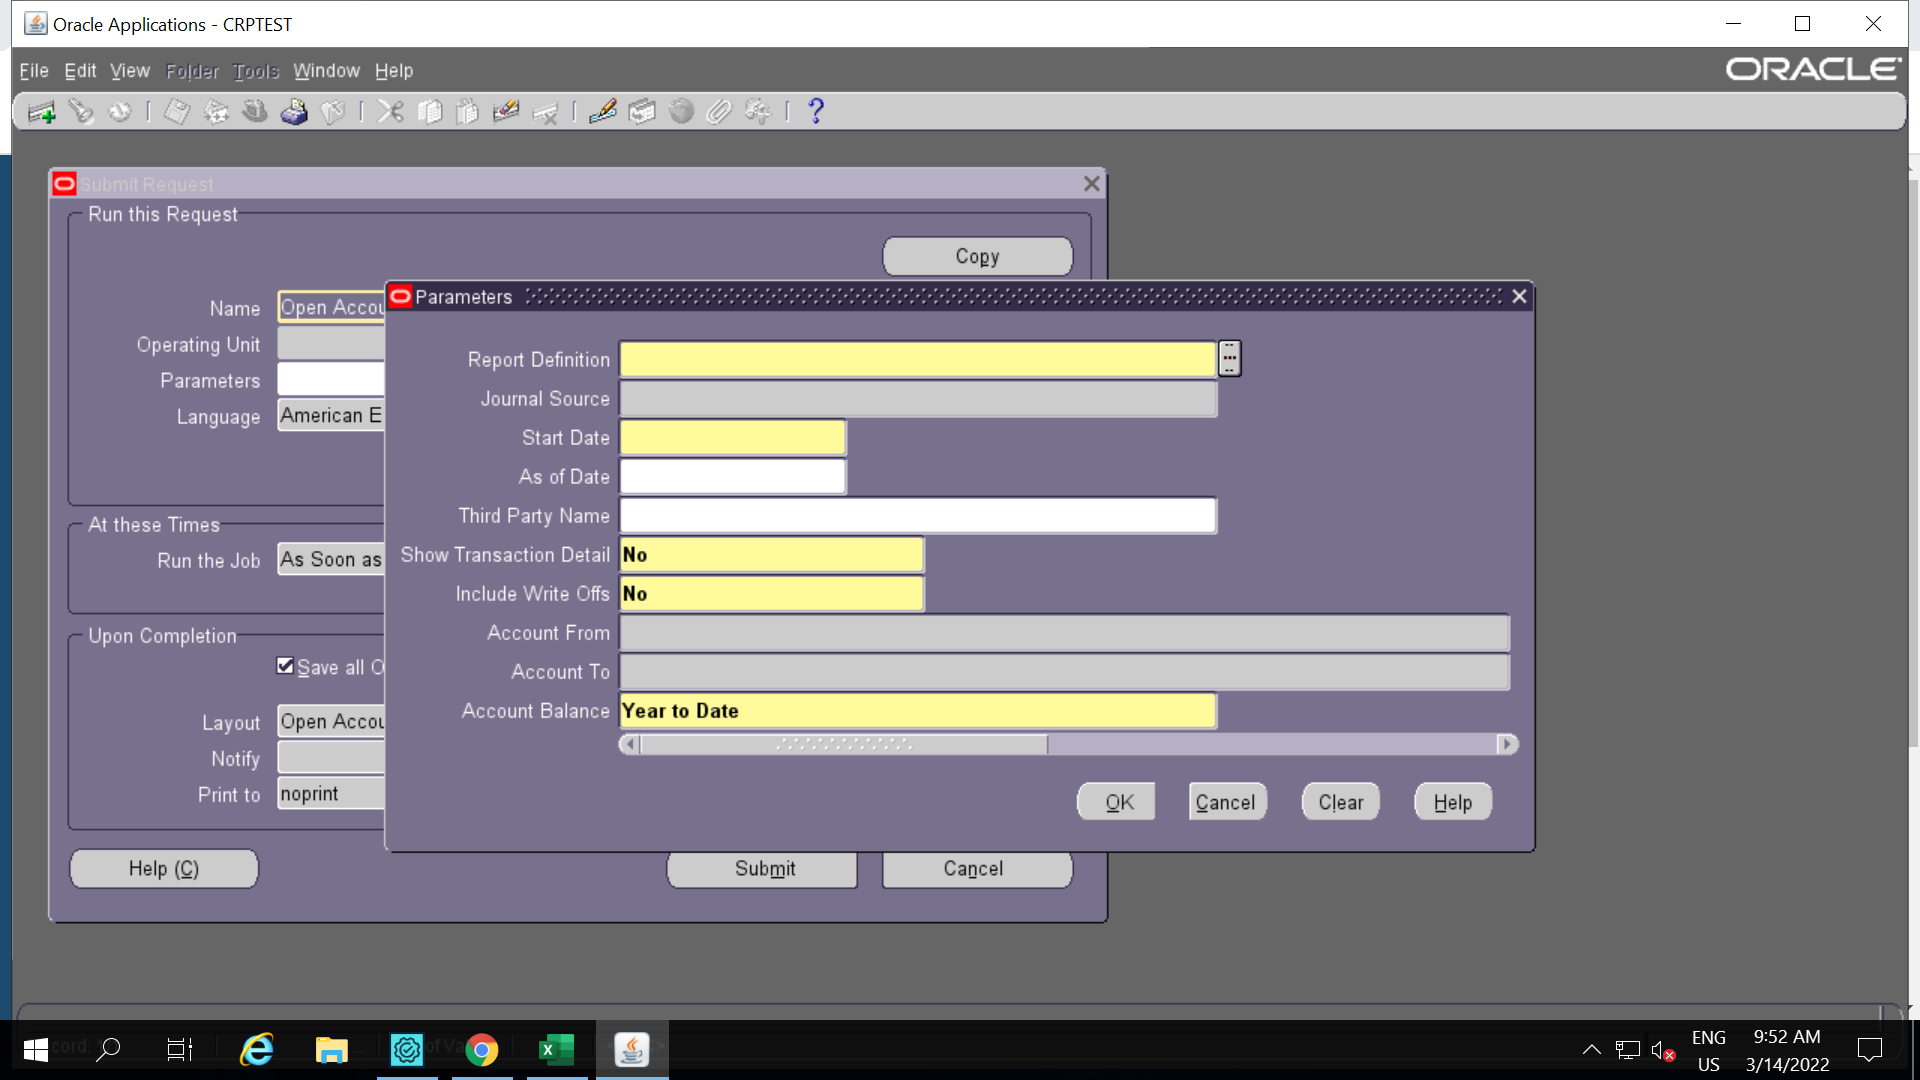 Oracle Applications - CRPTEST
File Edit View Folder Tools Window Help
ORACLE
Submit Request
Run this Request
Copy
Name Open Accou
Operating Unit
Parameters
Language American E
At these Times
Run the Job As Soon as
Upon Completion
Save all O
Layout Open Accou
Notify
Print to noprint
Help (C) Submit Cancel
Parameters
Report Definition
Journal Source
Start Date
As of Date
Third Party Name
Show Transaction Detail No
Include Write Offs No
Account From
Account To
Account Balance Year to Date
OK Cancel Clear Help
ENG
US
9:52 AM
3/14/2022